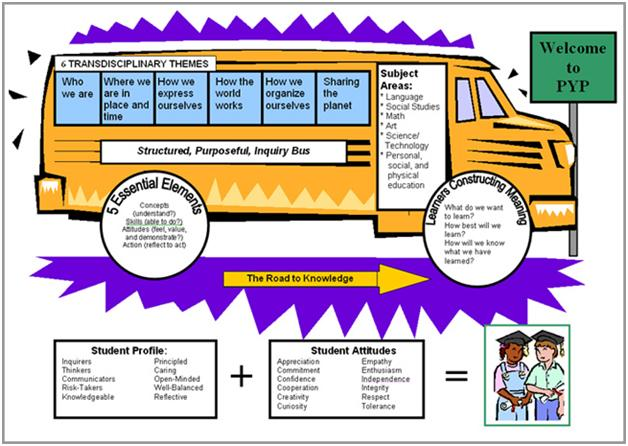 6 TRANSDISCIPLINARY THEMES
Who we are
Where we are in place and time
How we express ourselves
How the world works
How we organize ourselves
Sharing the planet
Subject Areas:
* Language
* Social Studies
* Math
* Art
* Science/
Technology
* Personal,
social, and
physical
education
Welcome
to
PYP
Structured, Purposeful, Inquiry Bus
5 Essential Elements
Concepts
(understand?)
Skills (able to do?)
Attitudes (feel, value,
and demonstrate?)
Action (reflect to act)
Learners Constructing Meaning
What do we want
to learn?
How best will we
learn?
How will we know
what we have
learned?
The Road to Knowledge
Student Profile:
Inquirers
Thinkers
Communicators
Risk-Takers
Knowledgeable
Principled
Caring
Open-Minded
Well-Balanced
Reflective
+
Student Attitudes
Appreciation
Commitment
Confidence
Cooperation
Creativity
Curiosity
Empathy
Enthusiasm
Independence
Integrity
Respect
Tolerance
=